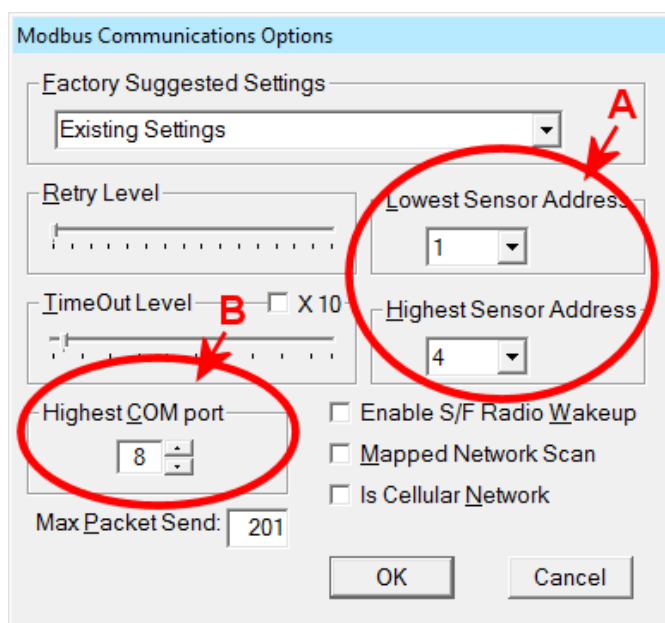 Modbus Communications Options
Factory Suggested Settings
A
Existing Settings
Retry Level
Lowest Sensor Address
1
TimeOut Level
X 10
B
Highest Sensor Address
4
Highest COM port
8
Enable S/F Radio Wakeup
Mapped Network Scan
Is Cellular Network
Max Packet Send: 201
OK
Cancel